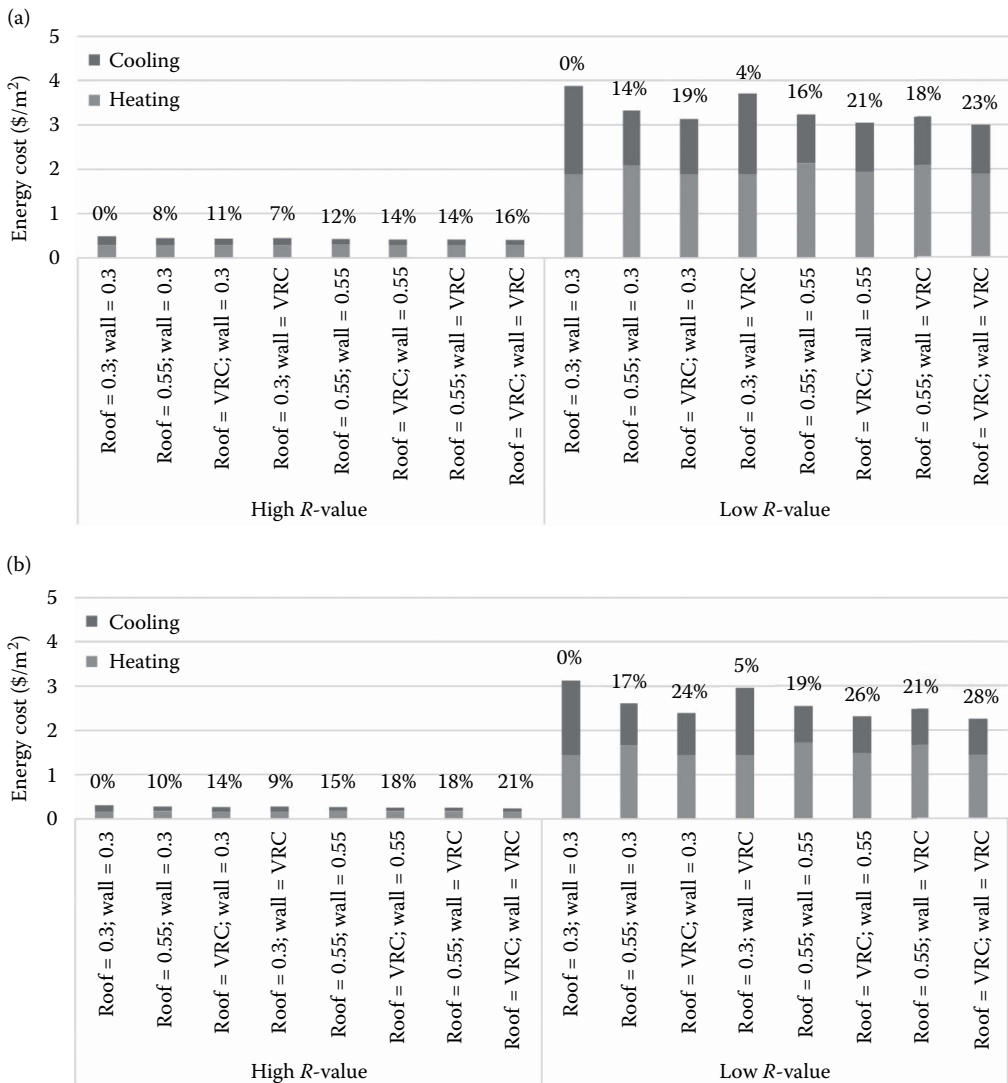 (a)
Energy cost ($/m²)
5
4
3
2
1
0
Cooling
Heating
0%
8%
11%
7%
12%
14%
14%
16%
0%
14%
19%
4%
16%
21%
18%
23%
Roof = 0.3; wall = 0.3
Roof = 0.55; wall = 0.3
Roof = VRC; wall = 0.3
Roof = 0.3; wall = VRC
Roof = 0.55; wall = 0.55
Roof = VRC; wall = 0.55
Roof = 0.55; wall = VRC
Roof = VRC; wall = VRC
Roof = 0.3; wall = 0.3
Roof = 0.55; wall = 0.3
Roof = VRC; wall = 0.3
Roof = 0.3; wall = VRC
Roof = 0.55; wall = 0.55
Roof = VRC; wall = 0.55
Roof = 0.55; wall = VRC
Roof = VRC; wall = VRC
High R-value
Low R-value
(b)
Energy cost ($/m²)
5
4
3
2
1
0
Cooling
Heating
0%
10%
14%
9%
15%
18%
18%
21%
0%
17%
24%
5%
19%
26%
21%
28%
Roof = 0.3; wall = 0.3
Roof = 0.55; wall = 0.3
Roof = VRC; wall = 0.3
Roof = 0.3; wall = VRC
Roof = 0.55; wall = 0.55
Roof = VRC; wall = 0.55
Roof = 0.55; wall = VRC
Roof = VRC; wall = VRC
Roof = 0.3; wall = 0.3
Roof = 0.55; wall = 0.3
Roof = VRC; wall = 0.3
Roof = 0.3; wall = VRC
Roof = 0.55; wall = 0.55
Roof = VRC; wall = 0.55
Roof = 0.55; wall = VRC
Roof = VRC; wall = VRC
High R-value
Low R-value